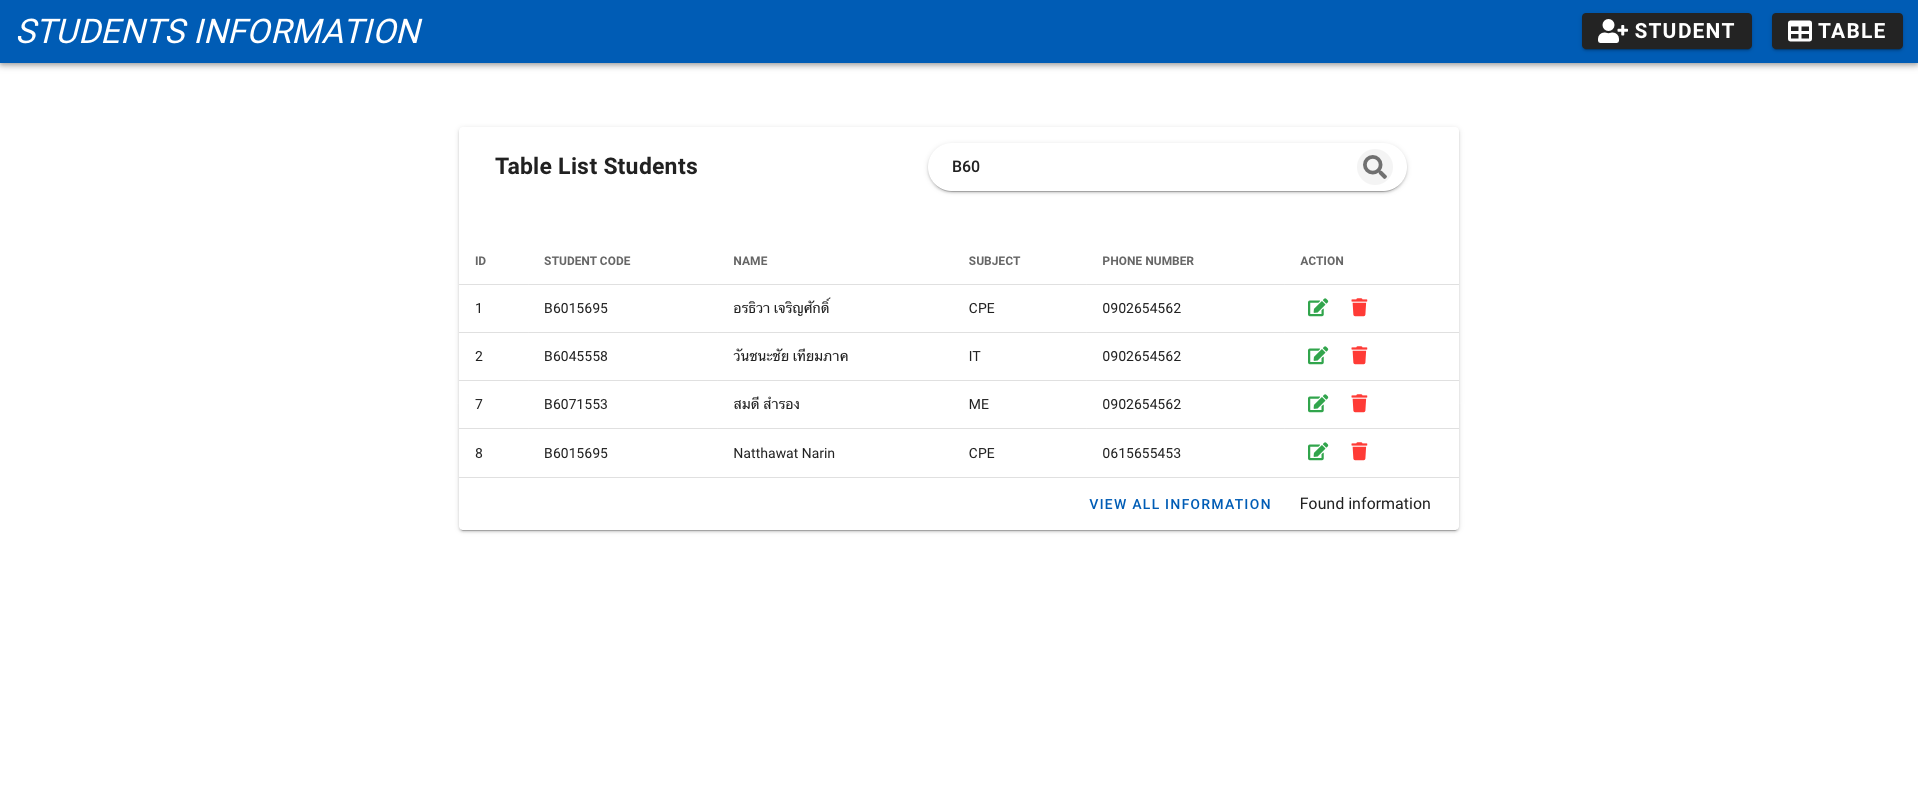 STUDENTS INFORMATION STUDENT TABLE
Table List Students B60
ID STUDENT CODE NAME SUBJECT PHONE NUMBER ACTION
1 B6015695 อรธิวา เจริญศักดิ์ CPE 0902654562
2 B6045558 วันชนะชัย เทียมภาค IT 0902654562
7 B6071553 สมดี สำรอง ME 0902654562
8 B6015695 Natthawat Narin CPE 0615655453
VIEW ALL INFORMATION Found information